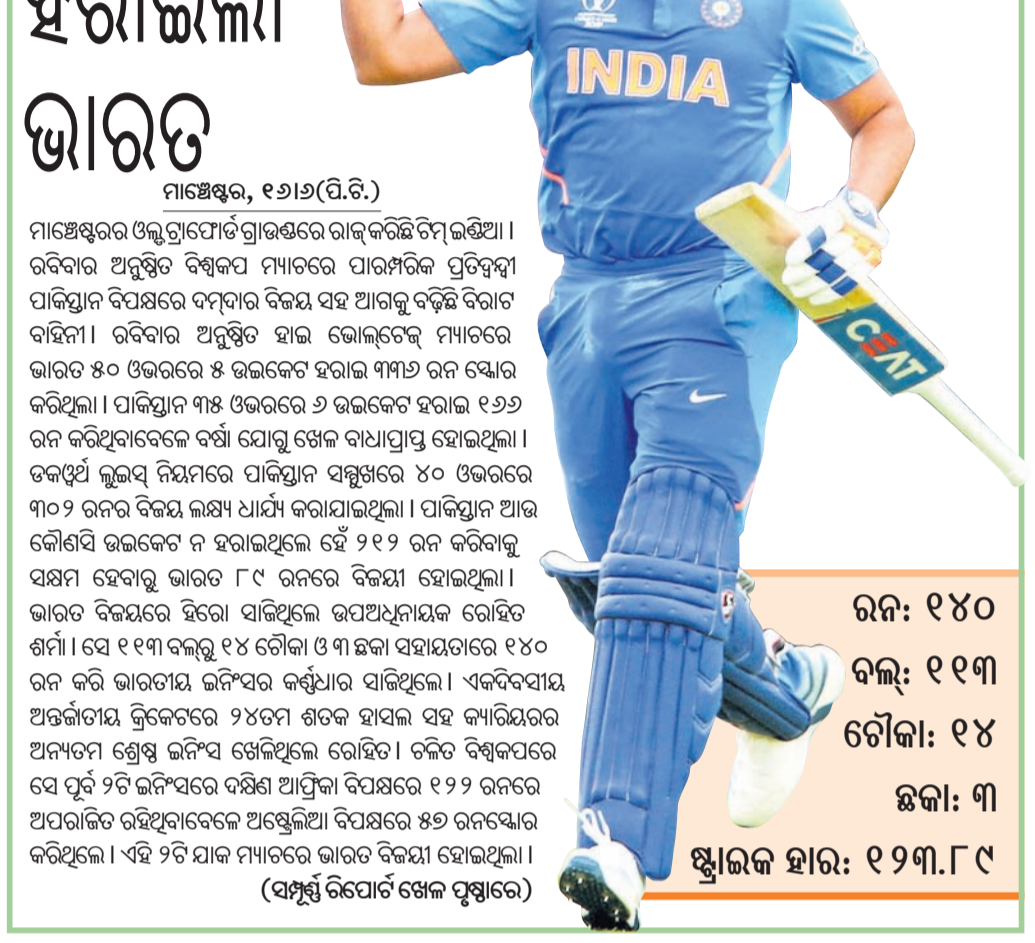 ହରାଇଲା
ଭାରତ
ମାଞ୍ଚେଷ୍ଟର, ୧୬।୬(ପି.ଟି.)
ମାଞ୍ଚେଷ୍ଟରର ଓଲ୍ଡ ଟ୍ରାଫୋର୍ଡ ଗ୍ରାଉଣ୍ଡରେ ରାଜ୍ କରିଛି ଟିମ୍ ଇଣ୍ଡିଆ ।
ରବିବାର ଅନୁଷ୍ଠିତ ବିଶ୍ୱକପ ମ୍ୟାଚରେ ପାରମ୍ପରିକ ପ୍ରତିଦ୍ୱନ୍ଦ୍ୱୀ
ପାକିସ୍ତାନ ବିପକ୍ଷରେ ଦମ୍‌ଦାର ବିଜୟ ସହ ଆଗକୁ ବଢ଼ିଛି ବିରାଟ
ବାହିନୀ । ରବିବାର ଅନୁଷ୍ଠିତ ହାଇ ଭୋଲ୍‌ଟେଜ୍ ମ୍ୟାଚରେ
ଭାରତ ୫୦ ଓଭରରେ ୫ ଉଇକେଟ ହରାଇ ୩୩୬ ରନ ସ୍କୋର
କରିଥିଲା । ପାକିସ୍ତାନ ୩୫ ଓଭରରେ ୬ ଉଇକେଟ ହରାଇ ୧୬୬
ରନ କରିଥିବାବେଳେ ବର୍ଷା ଯୋଗୁ ଖେଳ ବାଧାପ୍ରାପ୍ତ ହୋଇଥିଲା ।
ଡକୱର୍ଥ ଲୁଇସ୍ ନିୟମରେ ପାକିସ୍ତାନ ସମ୍ମୁଖରେ ୪୦ ଓଭରରେ
୩୦୨ ରନର ବିଜୟ ଲକ୍ଷ୍ୟ ଧାର୍ଯ୍ୟ କରାଯାଇଥିଲା । ପାକିସ୍ତାନ ଆଉ
କୌଣସି ଉଇକେଟ ନ ହରାଇଥିଲେ ହେଁ ୨୧୨ ରନ କରିବାକୁ
ସକ୍ଷମ ହେବାରୁ ଭାରତ ୮୯ ରନରେ ବିଜୟୀ ହୋଇଥିଲା ।
ଭାରତ ବିଜୟରେ ହିରୋ ସାଜିଥିଲେ ଉପଅଧିନାୟକ ରୋହିତ
ଶର୍ମା । ସେ ୧୧୩ ବଲ୍‌ରୁ ୧୪ ଚୌକା ଓ ୩ ଛକା ସହାୟତାରେ ୧୪୦
ରନ କରି ଭାରତୀୟ ଇନିଂସର କର୍ଣ୍ଣଧାର ସାଜିଥିଲେ । ଏକଦିବସୀୟ
ଅନ୍ତର୍ଜାତୀୟ କ୍ରିକେଟରେ ୨୪ତମ ଶତକ ହାସଲ ସହ କ୍ୟାରିୟରର
ଅନ୍ୟତମ ଶ୍ରେଷ୍ଠ ଇନିଂସ ଖେଳିଥିଲେ ରୋହିତ । ଚଳିତ ବିଶ୍ୱକପରେ
ସେ ପୂର୍ବ ୨ଟି ଇନିଂସରେ ଦକ୍ଷିଣ ଆଫ୍ରିକା ବିପକ୍ଷରେ ୧୨୨ ରନରେ
ଅପରାଜିତ ରହିଥିବାବେଳେ ଅଷ୍ଟ୍ରେଲିଆ ବିପକ୍ଷରେ ୫୭ ରନ ସ୍କୋର
କରିଥିଲେ । ଏହି ୨ଟି ଯାକ ମ୍ୟାଚରେ ଭାରତ ବିଜୟୀ ହୋଇଥିଲା ।
(ସମ୍ପୂର୍ଣ୍ଣ ରିପୋର୍ଟ ଖେଳ ପୃଷ୍ଠାରେ)
INDIA
CEAT
ରନ: ୧୪୦
ବଲ୍: ୧୧୩
ଚୌକା: ୧୪
ଛକା: ୩
ଷ୍ଟ୍ରାଇକ ହାର: ୧୨୩.୮୯